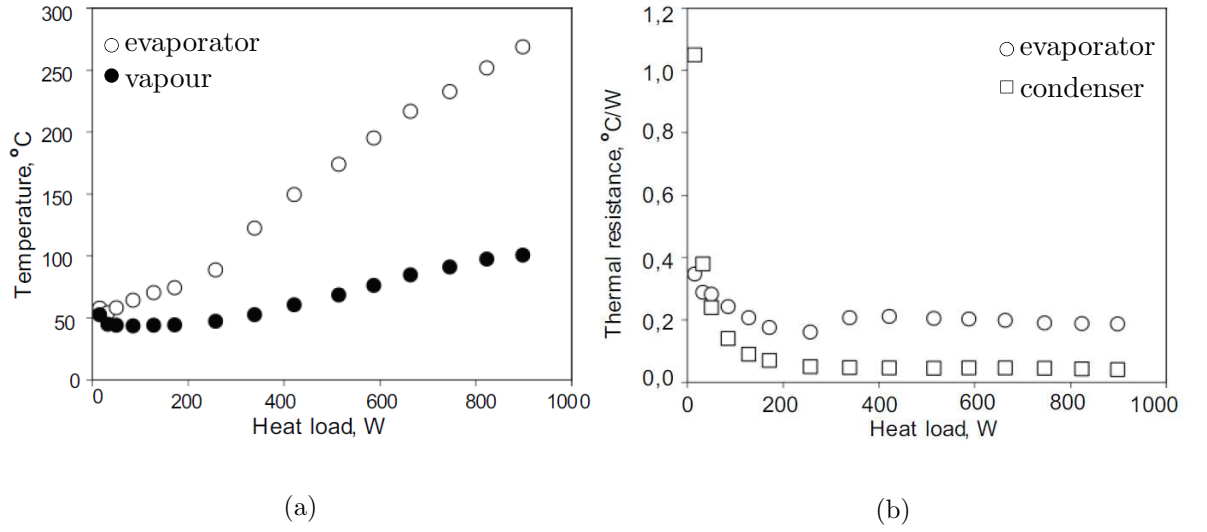 300
250
200
150
100
50
0
0 200 400 600 800 1000
Temperature, °C
Heat load, W
evaporator
vapour
(a)
1,2
1,0
0,8
0,6
0,4
0,2
0,0
0 200 400 600 800 1000
Thermal resistance, °C/W
Heat load, W
evaporator
condenser
(b)